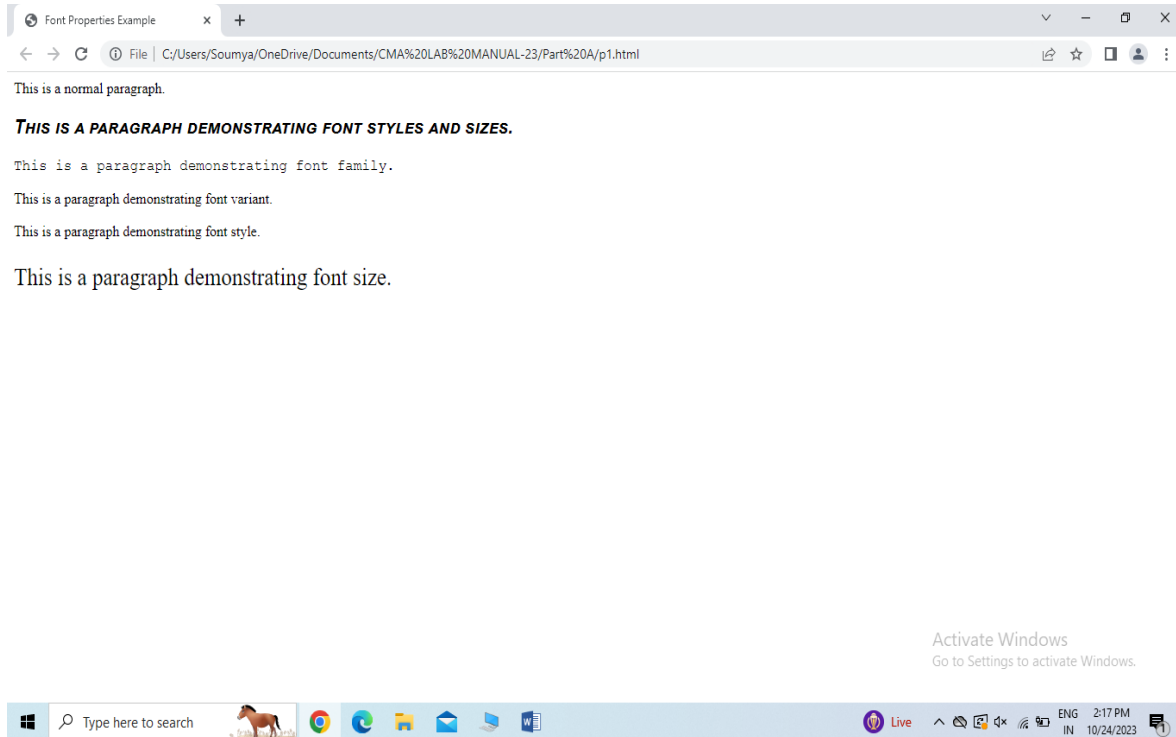 Font Properties Example
File | C:/Users/Soumya/OneDrive/Documents/CMA%20LAB%20MANUAL-23/Part%20A/p1.html
This is a normal paragraph.
THIS IS A PARAGRAPH DEMONSTRATING FONT STYLES AND SIZES.
This is a paragraph demonstrating font family.
This is a paragraph demonstrating font variant.
This is a paragraph demonstrating font style.
This is a paragraph demonstrating font size.
Activate Windows
Go to Settings to activate Windows.
Type here to search
W
Live
ENG
IN
2:17 PM
10/24/2023
1